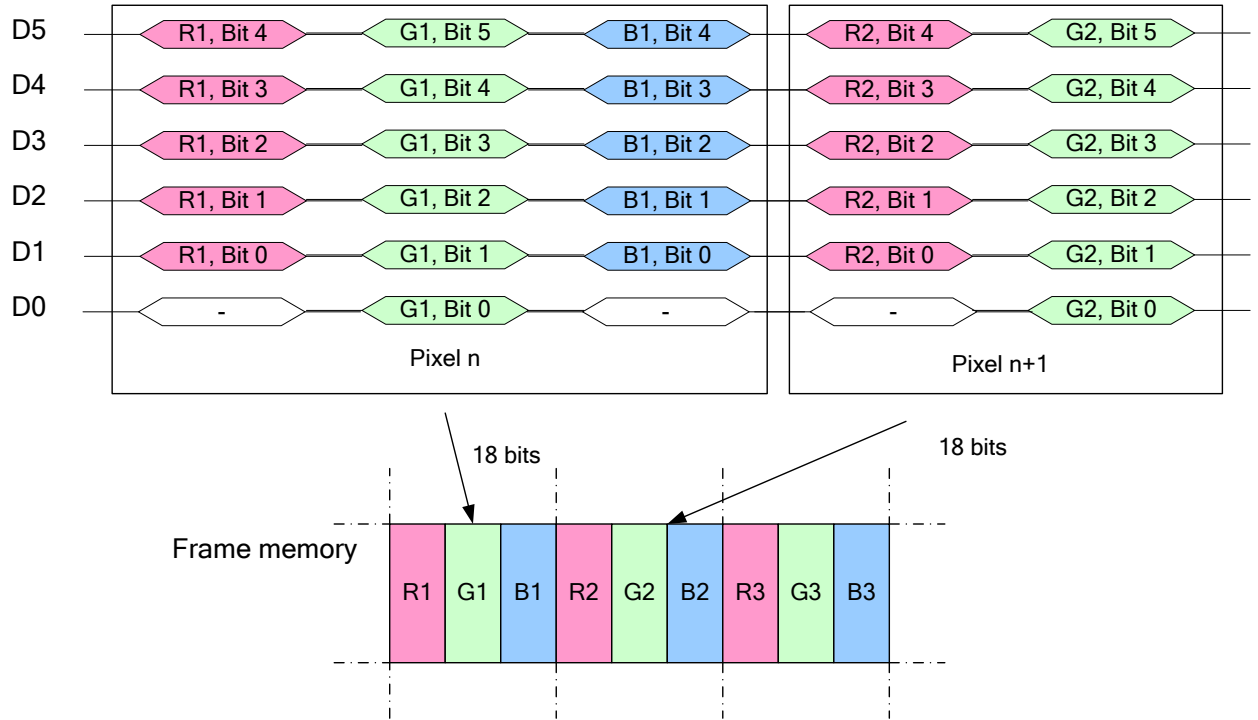 D5 R1, Bit 4 G1, Bit 5 B1, Bit 4 R2, Bit 4 G2, Bit 5
D4 R1, Bit 3 G1, Bit 4 B1, Bit 3 R2, Bit 3 G2, Bit 4
D3 R1, Bit 2 G1, Bit 3 B1, Bit 2 R2, Bit 2 G2, Bit 3
D2 R1, Bit 1 G1, Bit 2 B1, Bit 1 R2, Bit 1 G2, Bit 2
D1 R1, Bit 0 G1, Bit 1 B1, Bit 0 R2, Bit 0 G2, Bit 1
D0 - G1, Bit 0 - - G2, Bit 0
Pixel n Pixel n+1
18 bits 18 bits
Frame memory
R1 G1 B1 R2 G2 B2 R3 G3 B3